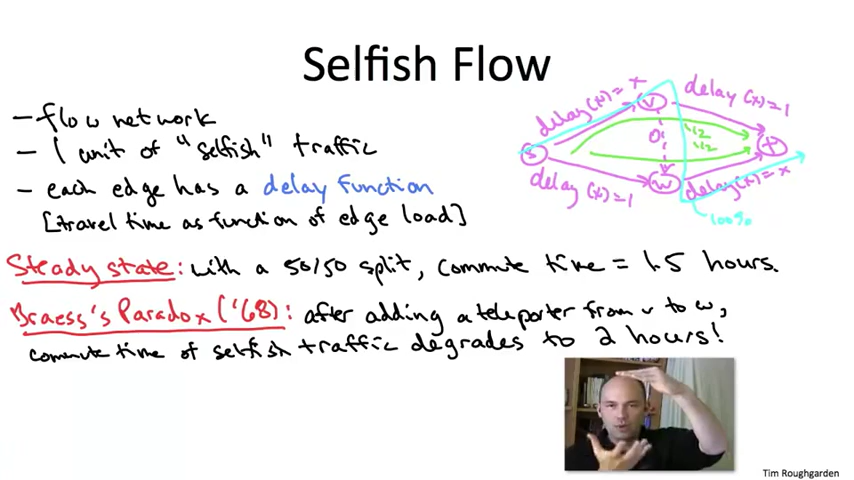 Selfish Flow
– flow network
– 1 unit of "selfish" traffic
– each edge has a delay function
[travel time as function of edge load]
delay(x)=x
delay(x)=1
s
v
0
1/2
1/2
t
delay(x)=1
w
delay(x)=x
100%
Steady state: with a 50/50 split, commute time = 1.5 hours.
Braess's Paradox ('68): after adding a teleporter from v to w,
commute time of selfish traffic degrades to 2 hours!
Tim Roughgarden